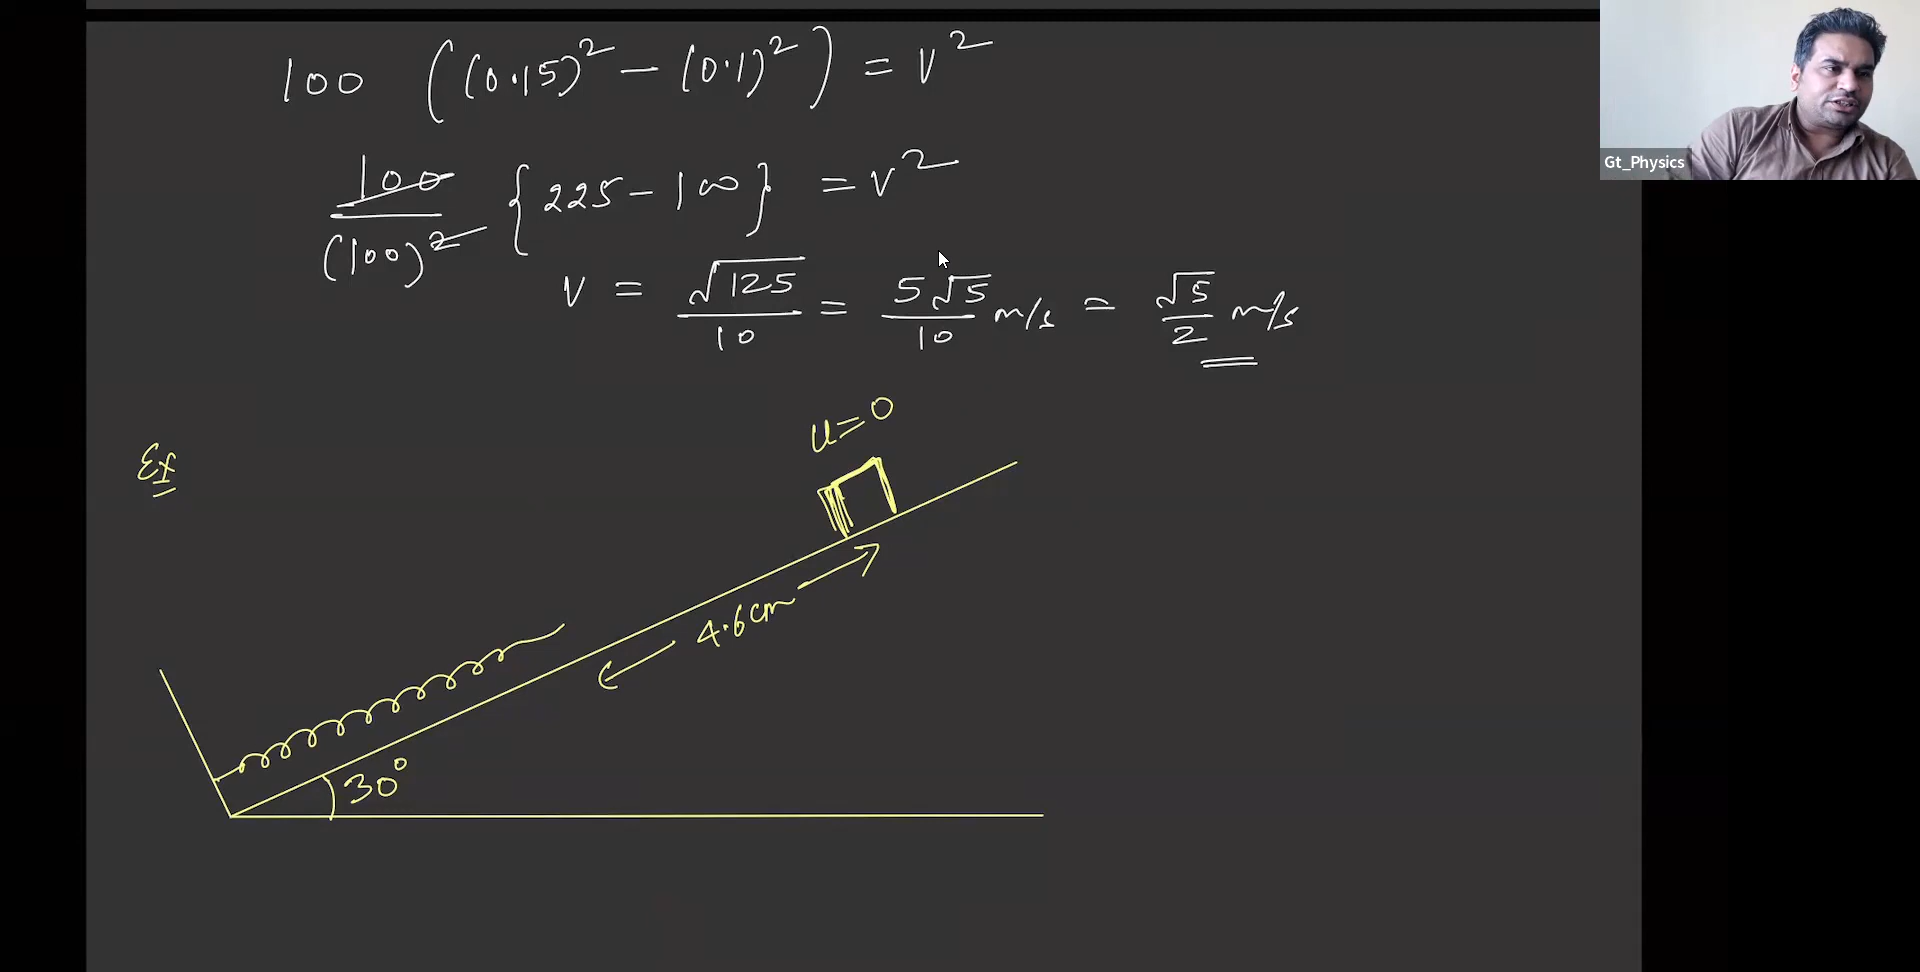 100 ((0.15)² - (0.1)²) = v²
100/(100)² {225 - 100} = v²
v = √125/10 = 5√5/10 m/s = √5/2 m/s
Ex
u=0
4.6cm
30°
Gt_Physics